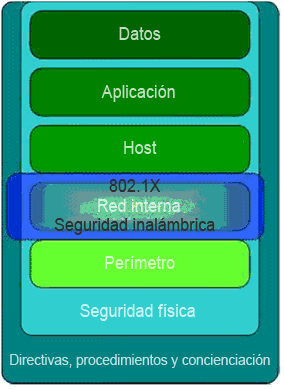 Datos
Aplicación
Host
802.1X
Red interna
Seguridad inalámbrica
Perímetro
Seguridad física
Directivas, procedimientos y concienciación